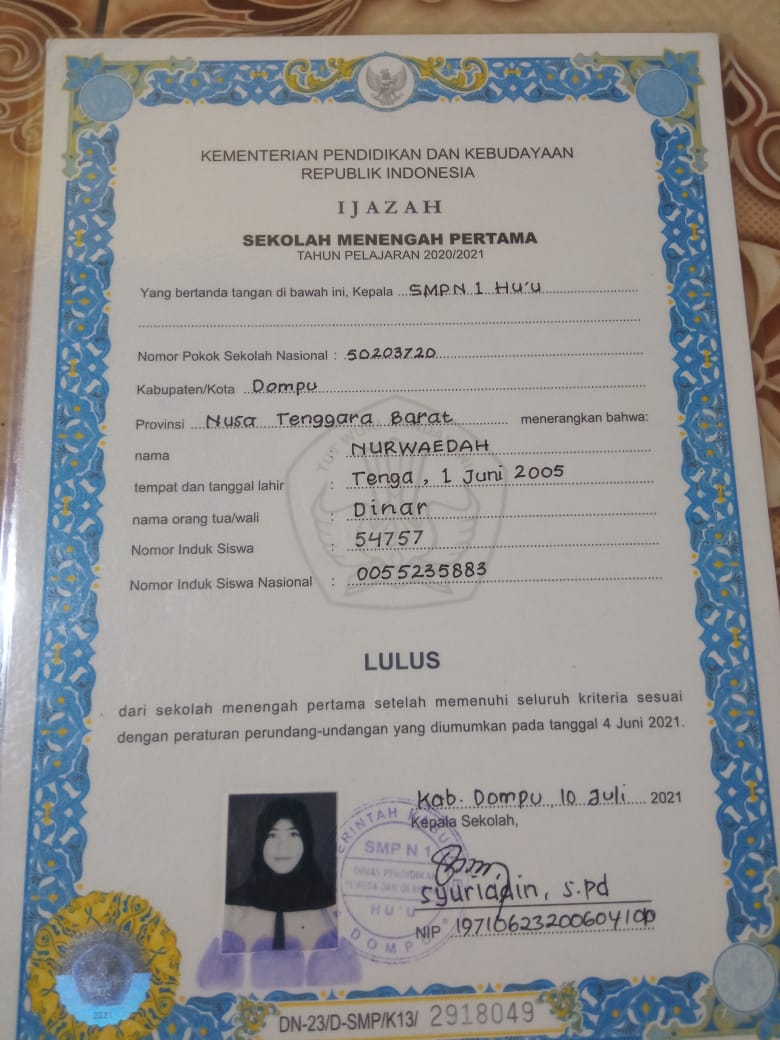 KEMENTERIAN PENDIDIKAN DAN KEBUDAYAAN
REPUBLIK INDONESIA
IJAZAH
SEKOLAH MENENGAH PERTAMA
TAHUN PELAJARAN 2020/2021
Yang bertanda tangan di bawah ini, Kepala SMPN 1 Hu'u
Nomor Pokok Sekolah Nasional : 50203720
Kabupaten/Kota Dompu
Provinsi Nusa Tenggara Barat menerangkan bahwa:
nama : NURWAEDAH
tempat dan tanggal lahir : Tenga, 1 Juni 2005
nama orang tua/wali : Dinar
Nomor Induk Siswa : 54757
Nomor Induk Siswa Nasional : 0055235883
LULUS
dari sekolah menengah pertama setelah memenuhi seluruh kriteria sesuai
dengan peraturan perundang-undangan yang diumumkan pada tanggal 4 Juni 2021.
Kab. Dompu, 10 Juli 2021
Kepala Sekolah,
SMP N 1
DINAS PENDIDIKAN
HU'U
DOMPU
Syuriddin, S.Pd
NIP
2021
DN-23/D-SMP/K13/ 2918049